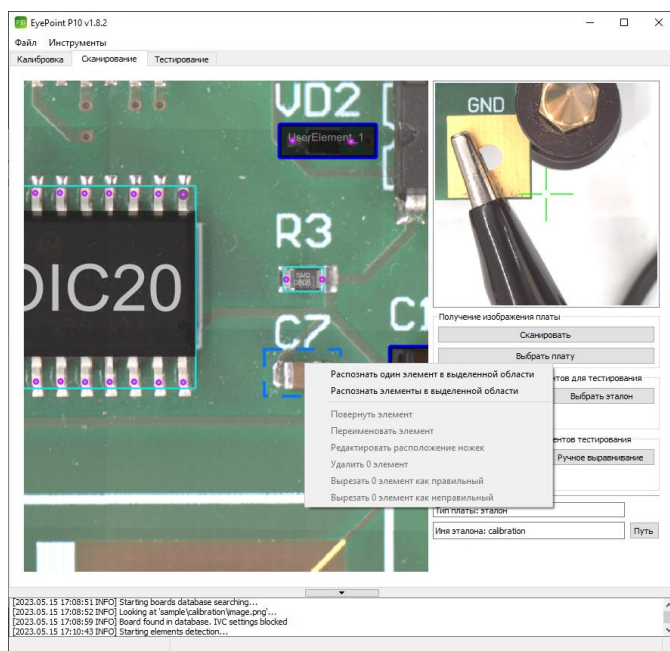 EyePoint P10 v1.8.2
Файл Инструменты
Калибровка Сканирование Тестирование
VD2
UserElement_1
GND
R3
SMD
0805
OIC20
C7
C1
Получение изображения платы
Сканировать
Выбрать плату
для тестирования
Выбрать эталон
тестирования
Ручное выравнивание
Распознать один элемент в выделенной области
Распознать элементы в выделенной области
Повернуть элемент
Переименовать элемент
Редактировать расположение ножек
Удалить 0 элемент
Вырезать 0 элемент как правильный
Вырезать 0 элемент как неправильный
Тип платы: эталон
Имя эталона: calibration
Путь
[2023.05.15 17:08:51 INFO] Starting boards database searching...
[2023.05.15 17:08:52 INFO] Looking at 'sample\calibration\image.png'...
[2023.05.15 17:08:59 INFO] Board found in database. IVC settings blocked
[2023.05.15 17:10:43 INFO] Starting elements detection...